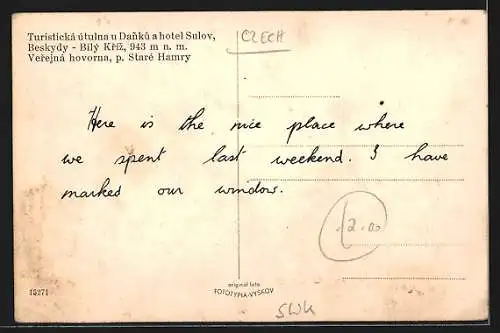 Turistická útulna u Daňků a hotel Sulov,
Beskydy - Bílý Kříž, 943 m n. m.
Veřejná hovorna, p. Staré Hamry
CZECH
Here is the nice place where
we spent last weekend. I have
marked our window.
12.00
15271
originál foto
FOTOTYPIA-VYŠKOV
SWK